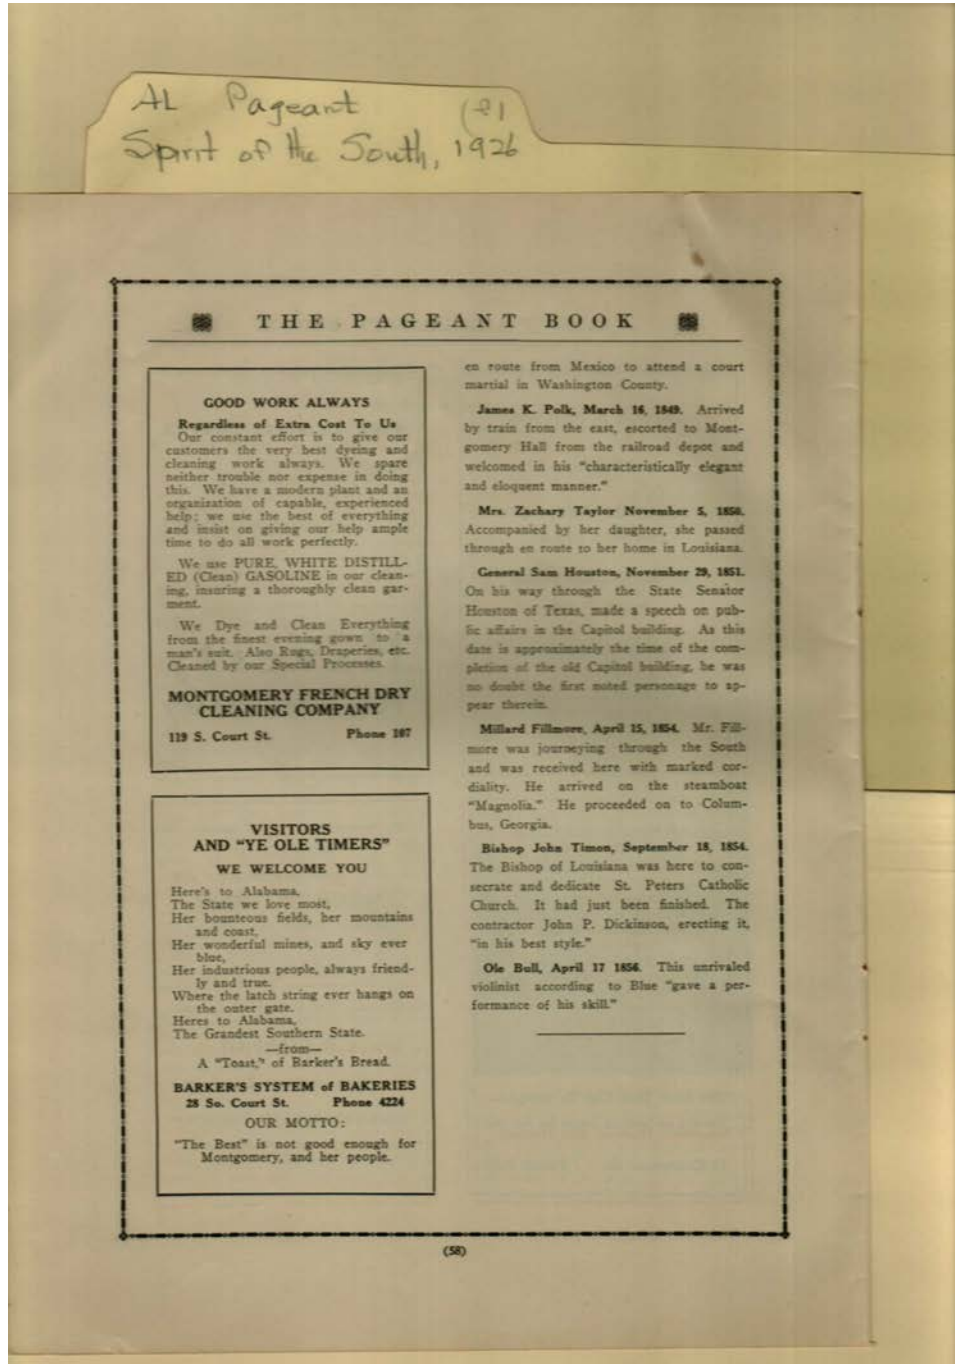 AL Pageant
Spirit of the South, 1926
THE PAGEANT BOOK
GOOD WORK ALWAYS
Regardless of Extra Cost To Us
Our constant effort is to give our
customers the very best dyeing and
cleaning work always. We spare
neither trouble nor expense in doing
this. We have a modern plant and an
organization of capable, experienced
help; we use the best of everything
and insist on giving our help ample
time to do all work perfectly.
We use PURE, WHITE DISTILL-
ED (Clean) GASOLINE in our clean-
ing, insuring a thoroughly clean gar-
ment.
We Dye and Clean Everything
from the finest evening gown to a
man's suit. Also Rugs, Draperies, etc.
Cleaned by our Special Processes.
MONTGOMERY FRENCH DRY
CLEANING COMPANY
119 S. Court St. Phone 107
VISITORS
AND "YE OLE TIMERS"
WE WELCOME YOU
Here's to Alabama,
The State we love most,
Her bounteous fields, her mountains
and coast,
Her wonderful mines, and sky ever
blue,
Her industrious people, always friend-
ly and true.
Where the latch string ever hangs on
the outer gate.
Heres to Alabama,
The Grandest Southern State.
—from—
A "Toast," of Barker's Bread.
BARKER'S SYSTEM of BAKERIES
28 So. Court St. Phone 4224
OUR MOTTO:
"The Best" is not good enough for
Montgomery, and her people.
en route from Mexico to attend a court
martial in Washington County.
James K. Polk, March 16, 1849. Arrived
by train from the east, escorted to Mont-
gomery Hall from the railroad depot and
welcomed in his "characteristically elegant
and eloquent manner."
Mrs. Zachary Taylor November 5, 1850.
Accompanied by her daughter, she passed
through en route to her home in Louisiana.
General Sam Houston, November 29, 1851.
On his way through the State Senator
Houston of Texas, made a speech on pub-
lic affairs in the Capitol building. As this
date is approximately the time of the com-
pletion of the old Capitol building, he was
no doubt the first noted personage to ap-
pear therein.
Millard Fillmore, April 15, 1854. Mr. Fill-
more was journeying through the South
and was received here with marked cor-
diality. He arrived on the steamboat
"Magnolia." He proceeded on to Colum-
bus, Georgia.
Bishop John Timon, September 18, 1854.
The Bishop of Louisiana was here to con-
secrate and dedicate St. Peters Catholic
Church. It had just been finished. The
contractor John P. Dickinson, erecting it,
"in his best style."
Ole Bull, April 17 1856. This unrivaled
violinist according to Blue "gave a per-
formance of his skill."
(58)